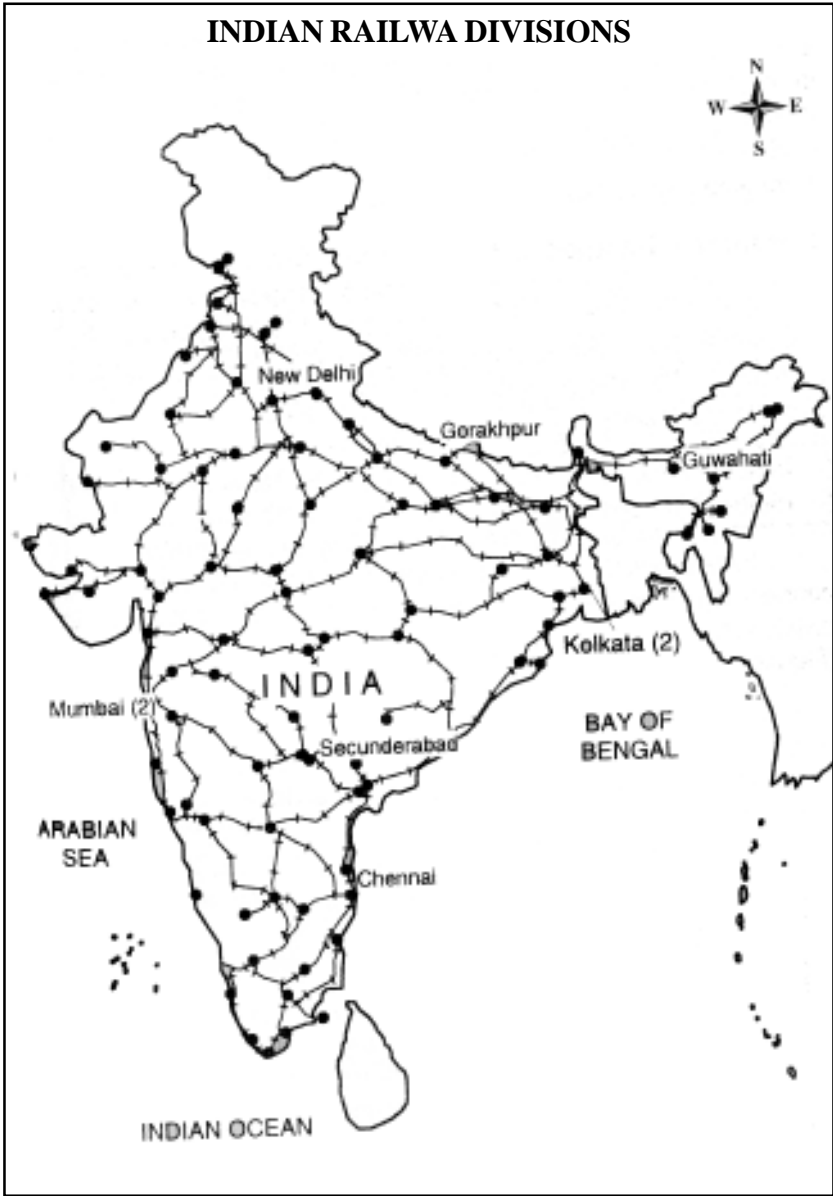 INDIAN RAILWA DIVISIONS
N
W E
S
New Delhi
Gorakhpur
Guwahati
Kolkata (2)
INDIA
Mumbai (2)
Secunderabad
BAY OF
BENGAL
ARABIAN
SEA
Chennai
INDIAN OCEAN